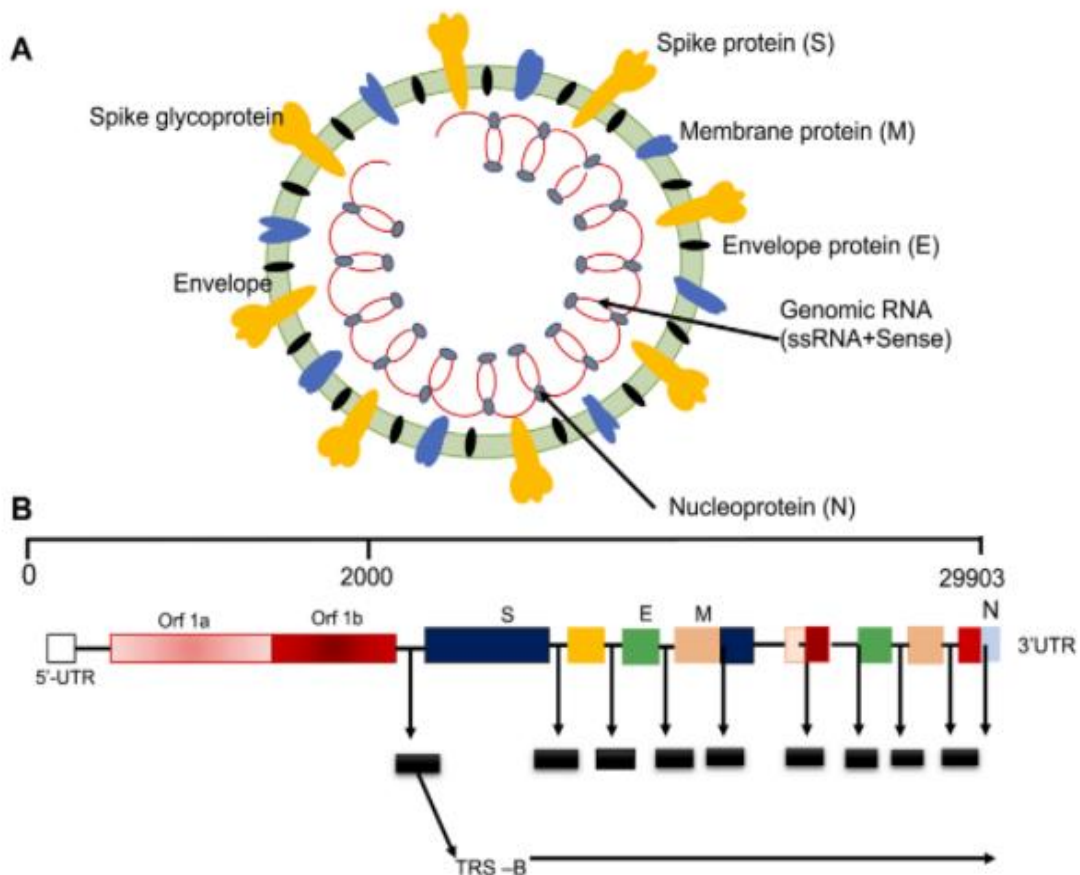 A
Spike protein (S)
Spike glycoprotein
Membrane protein (M)
Envelope protein (E)
Envelope
Genomic RNA
(ssRNA+Sense)
Nucleoprotein (N)
B
0
2000
29903
Orf 1a
Orf 1b
S
E
M
N
5'-UTR
3'UTR
TRS –B